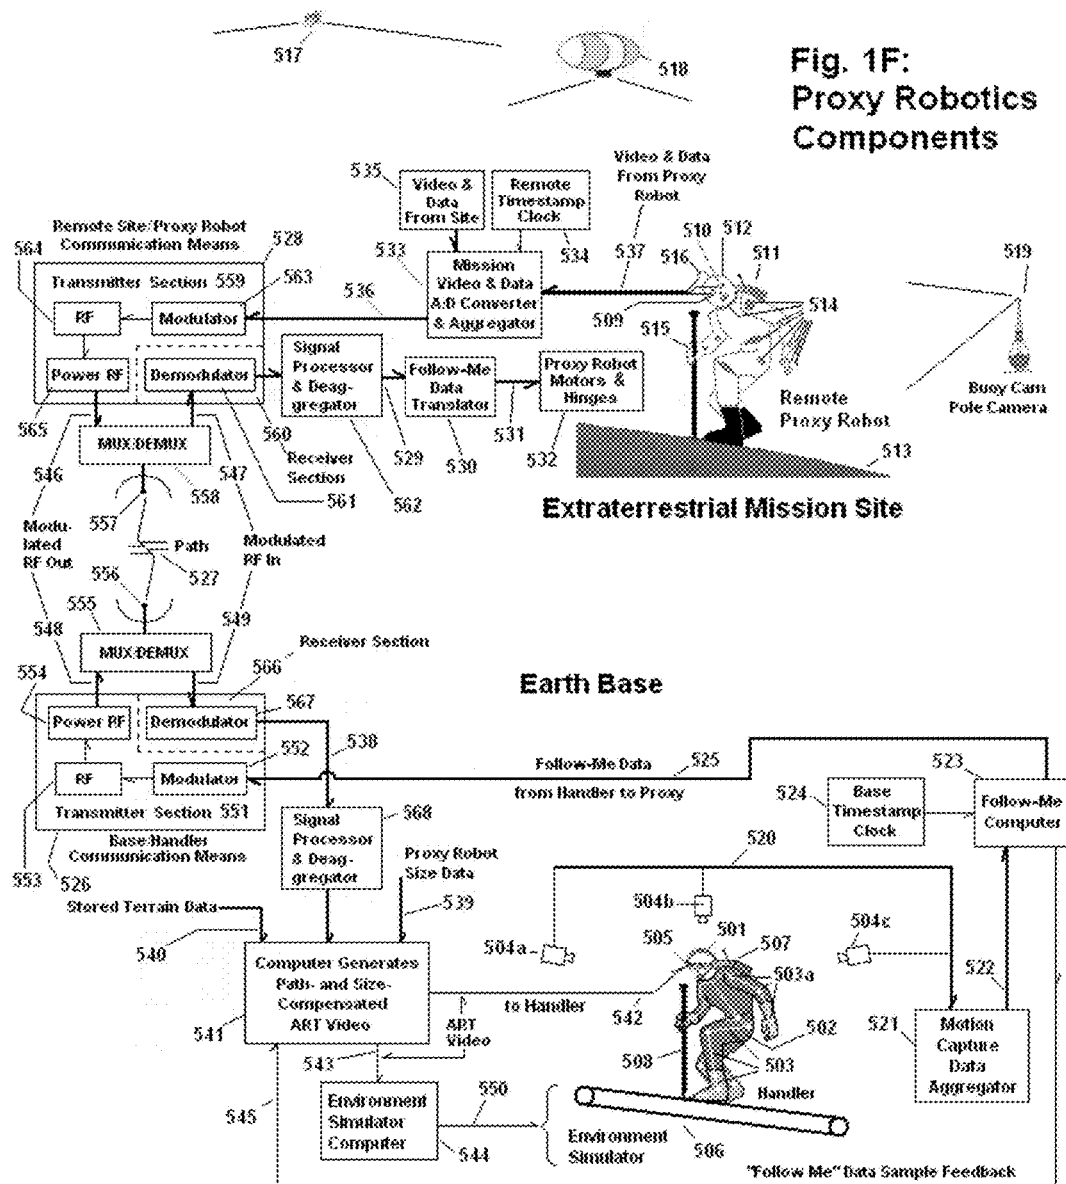 517
518
Fig. 1F:
Proxy Robotics
Components
535
Video &
Data
From Site
Remote
Timestamp
Clock
534
Video & Data
From Proxy
Robot
537
510
512
516
511
519
514
509
515
Remote Site/Proxy Robot
Communication Means
564
528
533
Mission
Video & Data
A:D Converter
& Aggregator
Transmitter Section 559
563
536
RF
Modulator
Power RF
Demodulator
Signal
Processor
& Deag-
gregator
Follow-Me
Data
Translator
Proxy Robot
Motors &
Hinges
Remote
Proxy Robot
Buoy Cam
Pole Camera
565
560
529
530
531
532
513
546
MUX:DEMUX
547
Receiver
Section
558
561
562
557
Extraterrestrial Mission Site
Modu-
lated
RF Out
Path
Modulated
RF In
527
556
555
548
549
MUX:DEMUX
Receiver Section
554
566
Earth Base
567
Power RF
Demodulator
538
552
525
523
RF
Modulator
Follow-Me Data
from Handler to Proxy
524
Base
Timestamp
Clock
Follow-Me
Computer
Transmitter Section 551
568
Base:Handler
Communication Means
553
526
Signal
Processor
& Deag-
gregator
Proxy Robot
Size Data
520
539
Stored Terrain Data
540
504b
504a
504c
505
501
507
503a
522
Computer Generates
Path- and Size-
Compensated
ART Video
to Handler
542
541
ART
Video
543
508
502
503
521
Motion
Capture
Data
Aggregator
Handler
545
Environment
Simulator
Computer
550
544
Environment
Simulator
506
"Follow Me" Data Sample Feedback